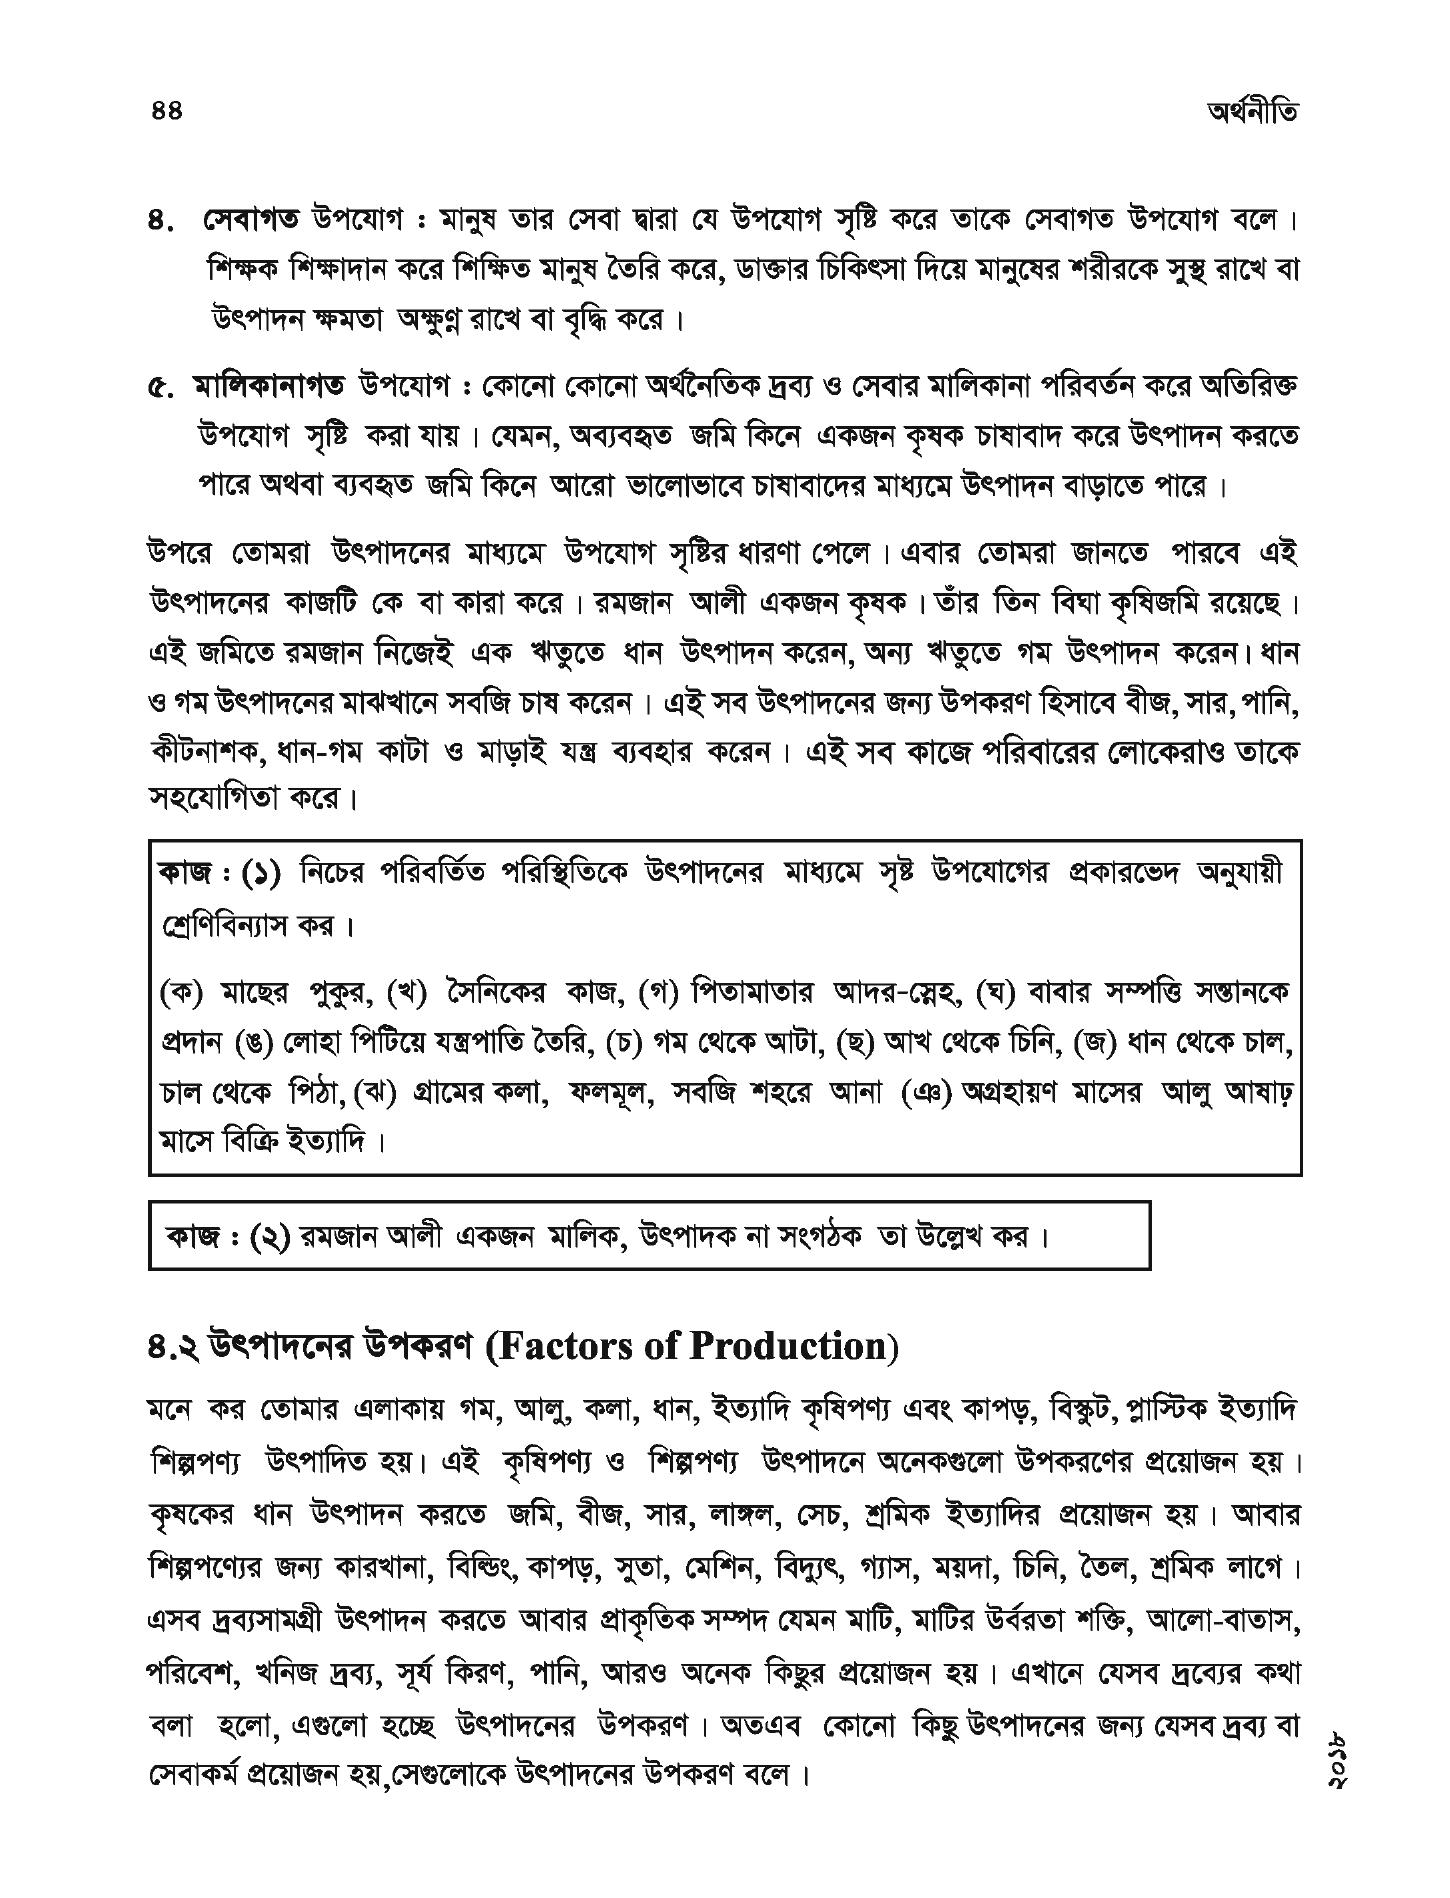 ৪৪
অর্থনীতি
৪. সেবাগত উপযোগ : মানুষ তার সেবা দ্বারা যে উপযোগ সৃষ্টি করে তাকে সেবাগত উপযোগ বলে ।
শিক্ষক শিক্ষাদান করে শিক্ষিত মানুষ তৈরি করে, ডাক্তার চিকিৎসা দিয়ে মানুষের শরীরকে সুস্থ রাখে বা
উৎপাদন ক্ষমতা অক্ষুণ্ন রাখে বা বৃদ্ধি করে ।
৫. মালিকানাগত উপযোগ : কোনো কোনো অর্থনৈতিক দ্রব্য ও সেবার মালিকানা পরিবর্তন করে অতিরিক্ত
উপযোগ সৃষ্টি করা যায় । যেমন, অব্যবহৃত জমি কিনে একজন কৃষক চাষাবাদ করে উৎপাদন করতে
পারে অথবা ব্যবহৃত জমি কিনে আরো ভালোভাবে চাষাবাদের মাধ্যমে উৎপাদন বাড়াতে পারে ।
উপরে তোমরা উৎপাদনের মাধ্যমে উপযোগ সৃষ্টির ধারণা পেলে । এবার তোমরা জানতে পারবে এই
উৎপাদনের কাজটি কে বা কারা করে । রমজান আলী একজন কৃষক । তাঁর তিন বিঘা কৃষিজমি রয়েছে ।
এই জমিতে রমজান নিজেই এক ঋতুতে ধান উৎপাদন করেন, অন্য ঋতুতে গম উৎপাদন করেন। ধান
ও গম উৎপাদনের মাঝখানে সবজি চাষ করেন । এই সব উৎপাদনের জন্য উপকরণ হিসাবে বীজ, সার, পানি,
কীটনাশক, ধান-গম কাটা ও মাড়াই যন্ত্র ব্যবহার করেন । এই সব কাজে পরিবারের লোকেরাও তাকে
সহযোগিতা করে ।
কাজ : (১) নিচের পরিবর্তিত পরিস্থিতিকে উৎপাদনের মাধ্যমে সৃষ্ট উপযোগের প্রকারভেদ অনুযায়ী
শ্রেণিবিন্যাস কর ।
(ক) মাছের পুকুর, (খ) সৈনিকের কাজ, (গ) পিতামাতার আদর-স্নেহ, (ঘ) বাবার সম্পত্তি সন্তানকে
প্রদান (ঙ) লোহা পিটিয়ে যন্ত্রপাতি তৈরি, (চ) গম থেকে আটা, (ছ) আখ থেকে চিনি, (জ) ধান থেকে চাল,
চাল থেকে পিঠা, (ঝ) গ্রামের কলা, ফলমূল, সবজি শহরে আনা (ঞ) অগ্রহায়ণ মাসের আলু আষাঢ়
মাসে বিক্রি ইত্যাদি ।
কাজ : (২) রমজান আলী একজন মালিক, উৎপাদক না সংগঠক তা উল্লেখ কর ।
৪.২ উৎপাদনের উপকরণ (Factors of Production)
মনে কর তোমার এলাকায় গম, আলু, কলা, ধান, ইত্যাদি কৃষিপণ্য এবং কাপড়, বিস্কুট, প্লাস্টিক ইত্যাদি
শিল্পপণ্য উৎপাদিত হয়। এই কৃষিপণ্য ও শিল্পপণ্য উৎপাদনে অনেকগুলো উপকরণের প্রয়োজন হয় ।
কৃষকের ধান উৎপাদন করতে জমি, বীজ, সার, লাঙ্গল, সেচ, শ্রমিক ইত্যাদির প্রয়োজন হয় । আবার
শিল্পপণ্যের জন্য কারখানা, বিল্ডিং, কাপড়, সুতা, মেশিন, বিদ্যুৎ, গ্যাস, ময়দা, চিনি, তৈল, শ্রমিক লাগে ।
এসব দ্রব্যসামগ্রী উৎপাদন করতে আবার প্রাকৃতিক সম্পদ যেমন মাটি, মাটির উর্বরতা শক্তি, আলো-বাতাস,
পরিবেশ, খনিজ দ্রব্য, সূর্য কিরণ, পানি, আরও অনেক কিছুর প্রয়োজন হয় । এখানে যেসব দ্রব্যের কথা
বলা হলো, এগুলো হচ্ছে উৎপাদনের উপকরণ । অতএব কোনো কিছু উৎপাদনের জন্য যেসব দ্রব্য বা
সেবাকর্ম প্রয়োজন হয়,সেগুলোকে উৎপাদনের উপকরণ বলে ।
২০১৮